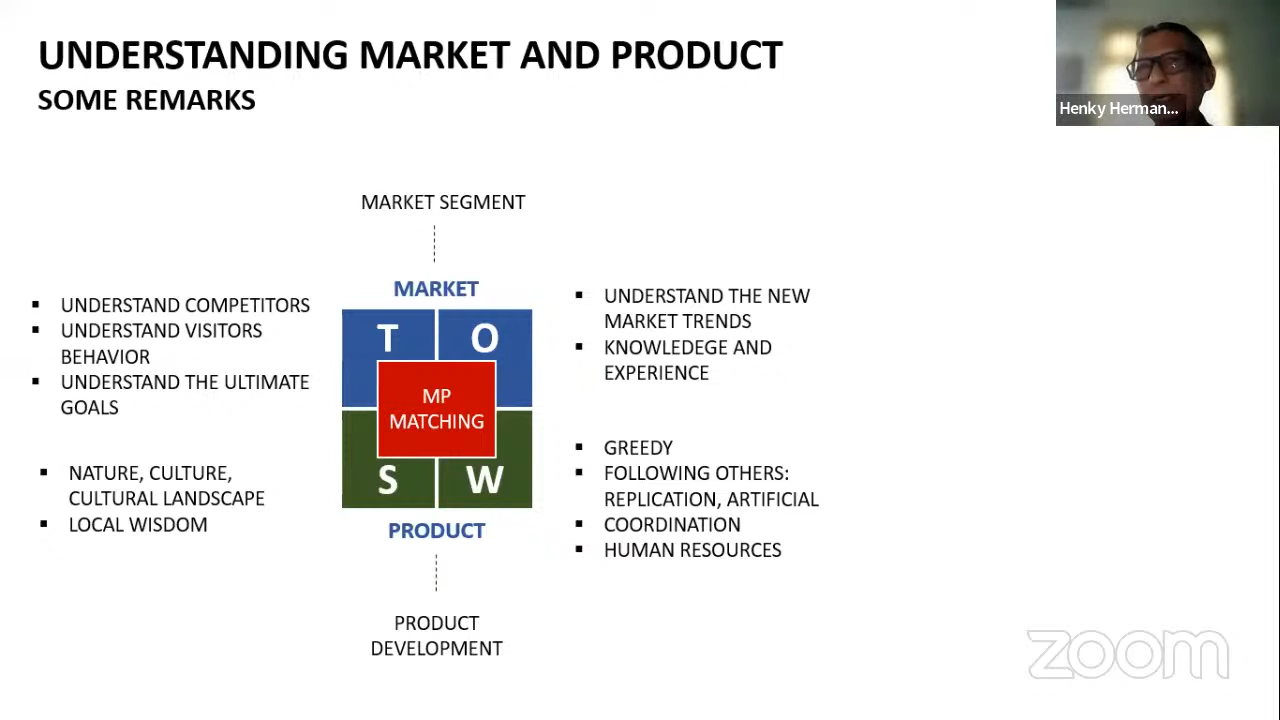 UNDERSTANDING MARKET AND PRODUCT
SOME REMARKS
Henky Herman...
MARKET SEGMENT
MARKET
▪ UNDERSTAND COMPETITORS
▪ UNDERSTAND VISITORS
BEHAVIOR
▪ UNDERSTAND THE ULTIMATE
GOALS
T O
MP
MATCHING
S W
▪ UNDERSTAND THE NEW
MARKET TRENDS
▪ KNOWLEDEGE AND
EXPERIENCE
▪ NATURE, CULTURE,
CULTURAL LANDSCAPE
▪ LOCAL WISDOM
▪ GREEDY
▪ FOLLOWING OTHERS:
REPLICATION, ARTIFICIAL
▪ COORDINATION
▪ HUMAN RESOURCES
PRODUCT
PRODUCT
DEVELOPMENT
zoom